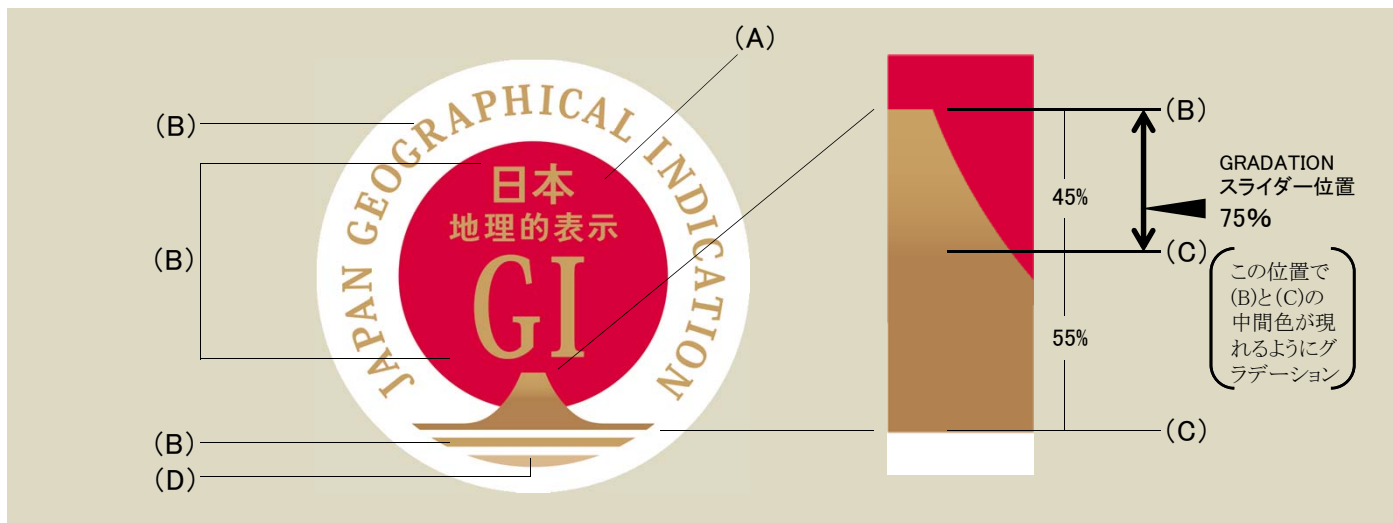 (A)
(B)
JAPAN GEOGRAPHICAL INDICATION
日本
地理的表示
GI
(B)
(B)
(D)
(B)
45%
(C)
55%
(C)
GRADATION
スライダー位置
75%
この位置で
(B)と(C)の
中間色が現
れるようにグ
ラデーション